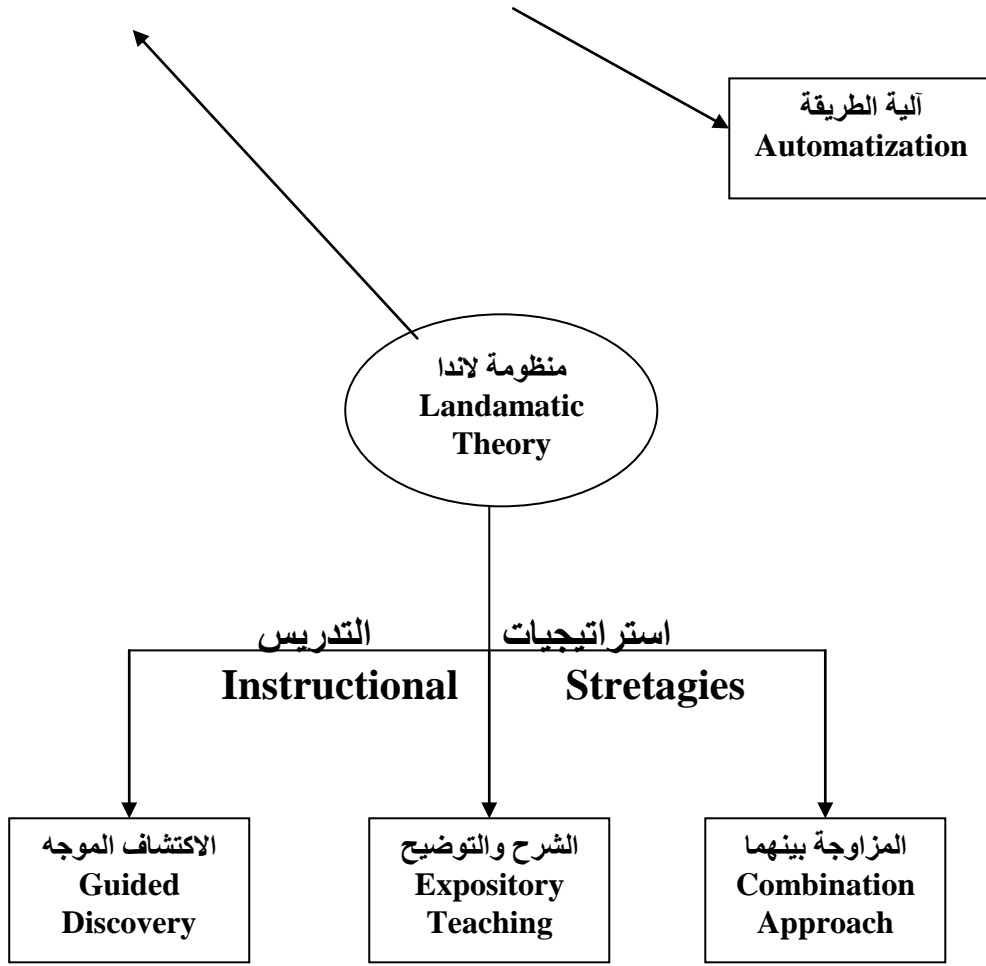 آلية الطريقة
Automatization
منظومة لاندا
Landamatic
Theory
استراتيجيات التدريس
Instructional Stretagies
الاكتشاف الموجه
Guided
Discovery
الشرح والتوضيح
Expository
Teaching
المزاوجة بينهما
Combination
Approach